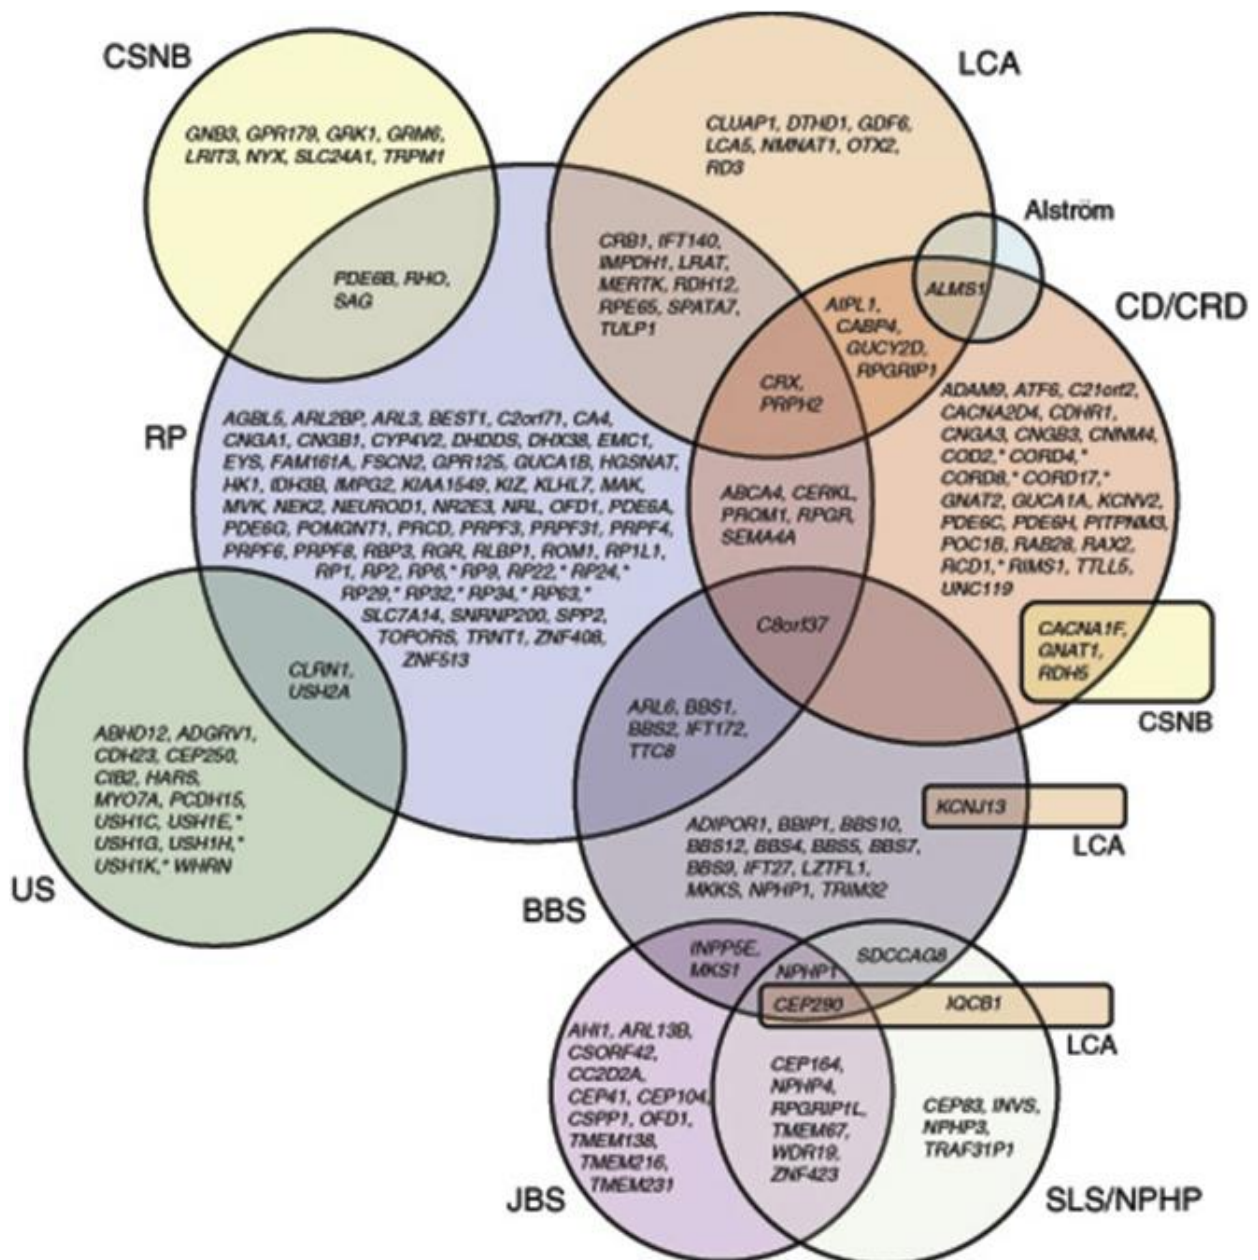 CSNB
LCA
GNB3, GPR179, GRK1, GRM6,
LRIT3, NYX, SLC24A1, TRPM1
CLUAP1, DTHD1, GDF6,
LCA5, NMNAT1, OTX2,
RD3
Alström
CRB1, IFT140,
IMPDH1, LRAT,
MERTK, RDH12,
RPE65, SPATA7,
TULP1
PDE6B, RHO,
SAG
ALMS1
CD/CRD
AIPL1,
CABP4,
GUCY2D,
RPGRIP1
CRX,
PRPH2
ADAM9, ATF6, C21orf2,
CACNA2D4, CDHR1,
CNGA3, CNGB3, CNNM4,
COD2,* CORD4,*
CORD8,* CORD17,*
GNAT2, GUCA1A, KCNV2,
PDE6C, PDE6H, PITPNM3,
POC1B, RAB28, RAX2,
RCD1,* RIMS1, TTLL5,
UNC119
RP
AGBL5, ARL2BP, ARL3, BEST1, C2orf71, CA4,
CNGA1, CNGB1, CYP4V2, DHDDS, DHX38, EMC1,
EYS, FAM161A, FSCN2, GPR125, GUCA1B, HGSNAT,
HK1, IDH3B, IMPG2, KIAA1549, KIZ, KLHL7, MAK,
MVK, NEK2, NEUROD1, NR2E3, NRL, OFD1, PDE6A,
PDE6G, POMGNT1, PRCD, PRPF3, PRPF31, PRPF4,
PRPF6, PRPF8, RBP3, RGR, RLBP1, ROM1, RP1L1,
RP1, RP2, RP6,* RP9, RP22,* RP24,*
RP29,* RP32,* RP34,* RP63,*
SLC7A14, SNRNP200, SPP2,
TOPORS, TRNT1, ZNF408,
ZNF513
ABCA4, CERKL,
PROM1, RPGR,
SEMA4A
C8orf37
CACNA1F,
GNAT1,
RDH5
CSNB
CLRN1,
USH2A
ARL6, BBS1,
BBS2, IFT172,
TTC8
ABHD12, ADGRV1,
CDH23, CEP250,
CIB2, HARS,
MYO7A, PCDH15,
USH1C, USH1E,*
USH1G, USH1H,*
USH1K,* WHRN
US
KCNJ13
LCA
ADIPOR1, BBIP1, BBS10,
BBS12, BBS4, BBS5, BBS7,
BBS9, IFT27, LZTFL1,
MKKS, NPHP1, TRIM32
BBS
INPP5E,
MKS1
NPHP1
SDCCAG8
CEP290
IQCB1
LCA
AHI1, ARL13B,
CSORF42,
CC2D2A,
CEP41, CEP104,
CSPP1, OFD1,
TMEM138,
TMEM216,
TMEM231
CEP164,
NPHP4,
RPGRIP1L,
TMEM67,
WDR19,
ZNF423
CEP83, INVS,
NPHP3,
TRAF31P1
JBS
SLS/NPHP